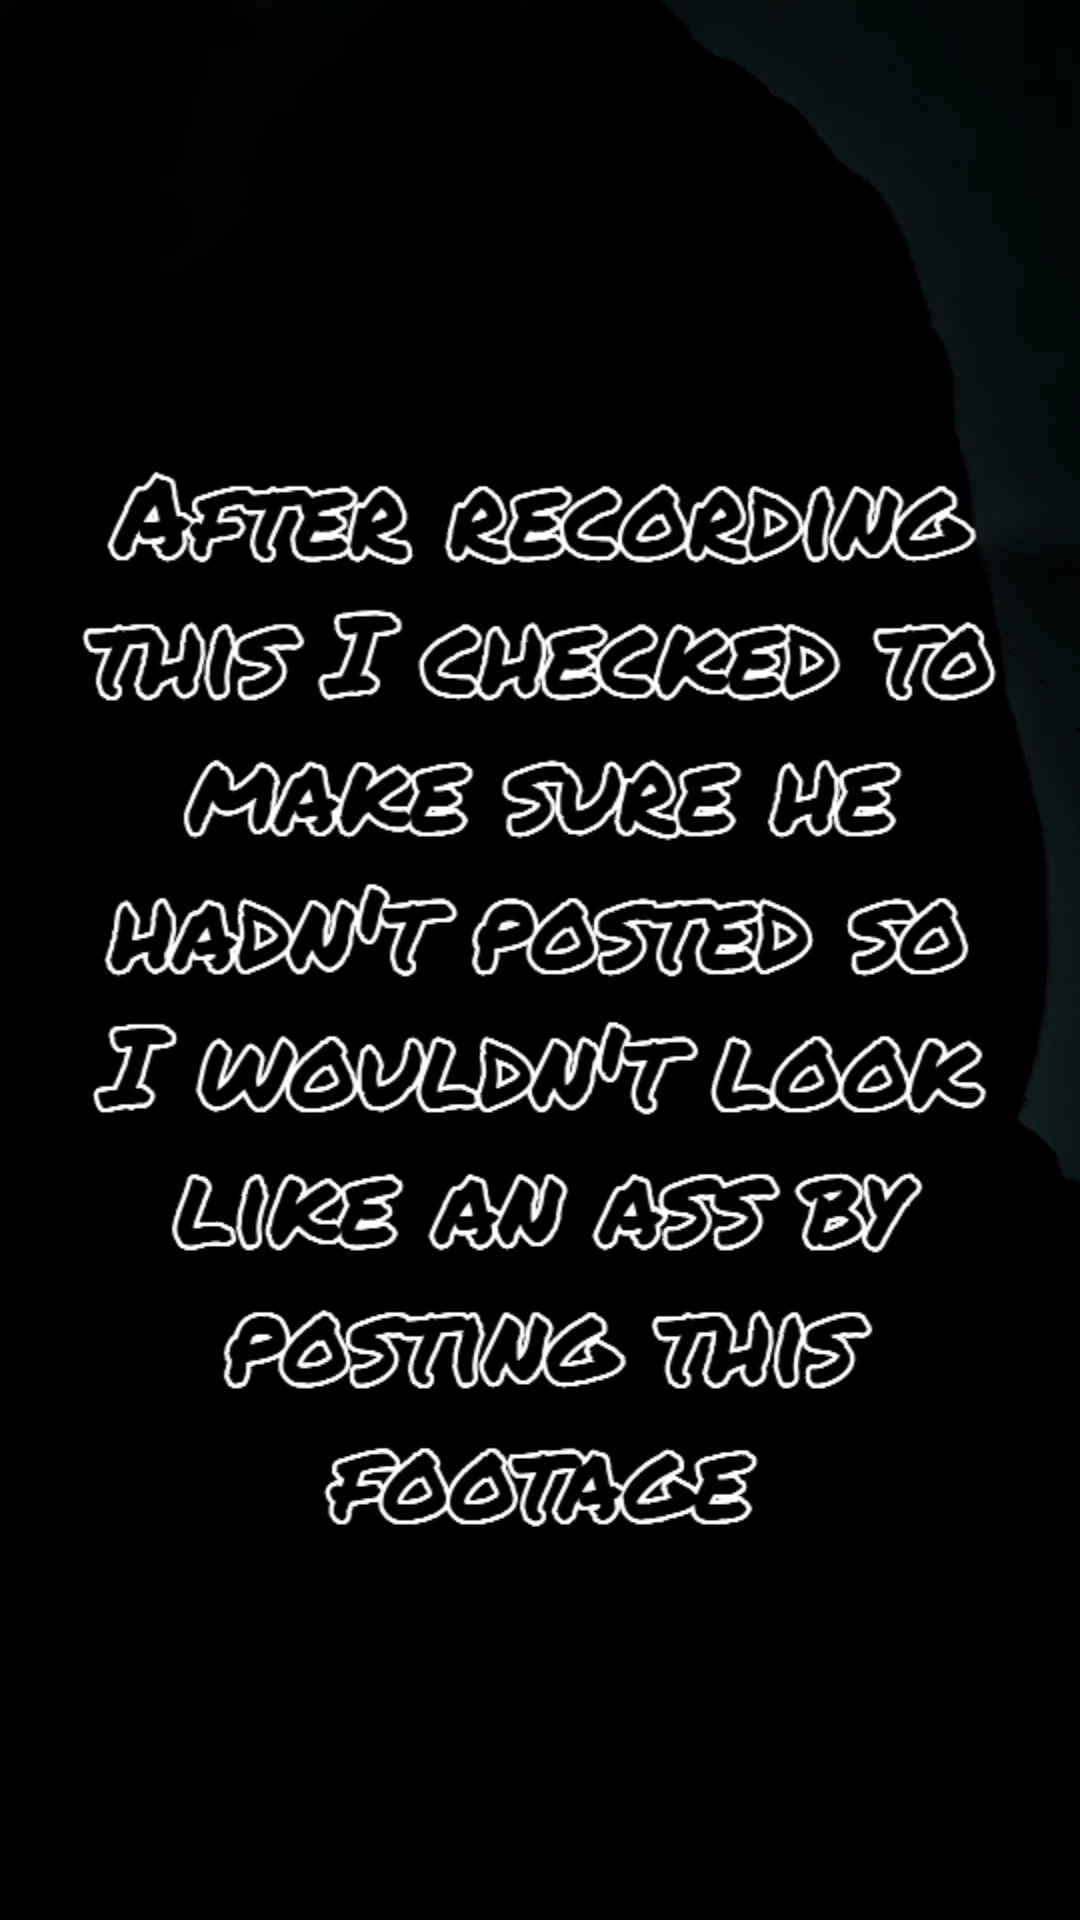 After recording
this I checked to
make sure he
hadn't posted so
I wouldn't look
like an ass by
posting this
footage